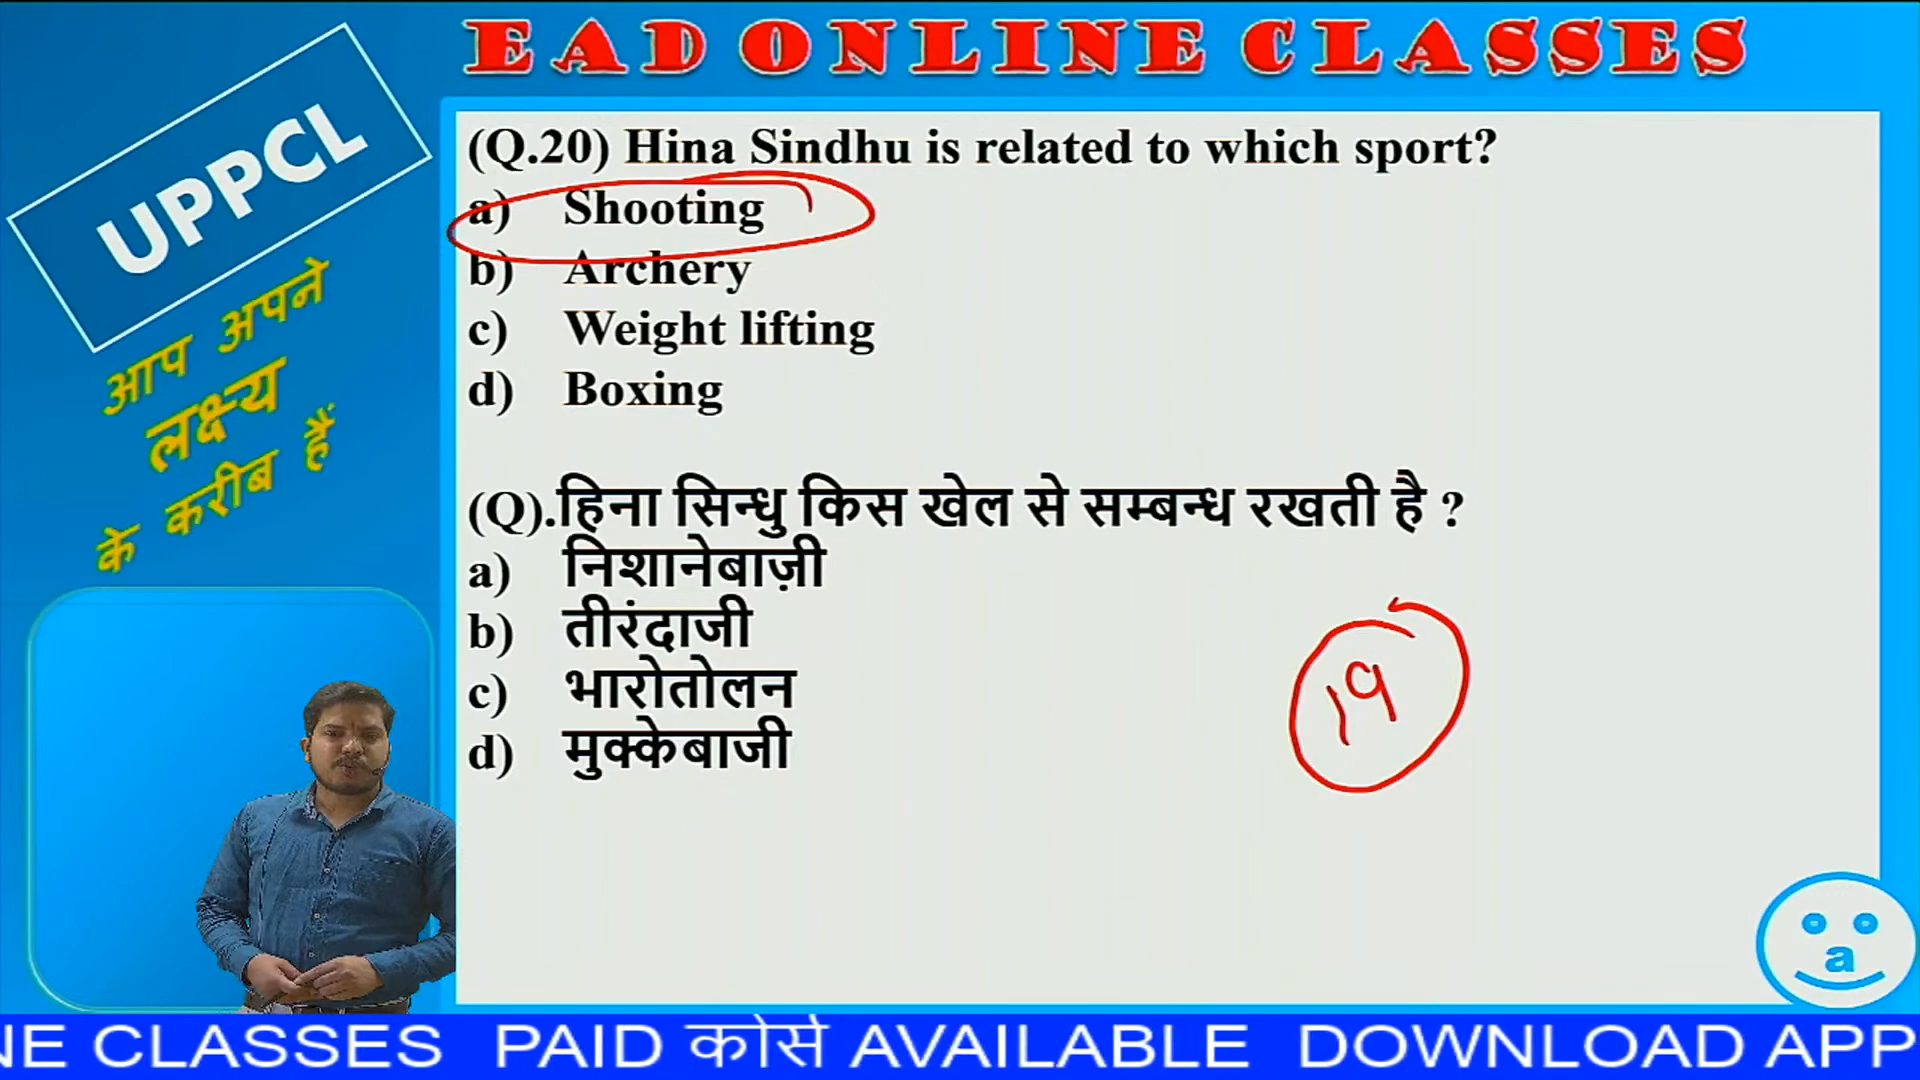 EAD ONLINE CLASSES
UPPCL
आप अपने
लक्ष्य
के करीब हैं
(Q.20) Hina Sindhu is related to which sport?
a) Shooting
b) Archery
c) Weight lifting
d) Boxing
(Q).हिना सिन्धु किस खेल से सम्बन्ध रखती है ?
a) निशानेबाज़ी
b) तीरंदाजी
c) भारोतोलन
d) मुक्केबाजी
19
a
NE CLASSES PAID कोर्स AVAILABLE DOWNLOAD APP